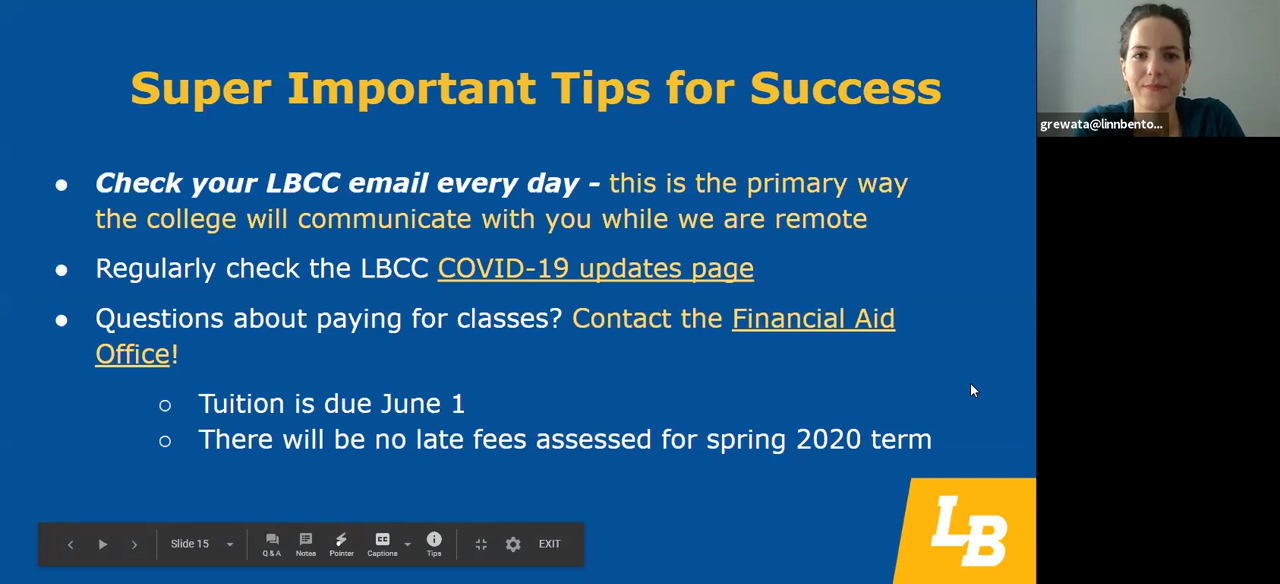 Super Important Tips for Success
grewata@linnbento...
● Check your LBCC email every day - this is the primary way
the college will communicate with you while we are remote
● Regularly check the LBCC COVID-19 updates page
● Questions about paying for classes? Contact the Financial Aid
Office!
○ Tuition is due June 1
○ There will be no late fees assessed for spring 2020 term
LB
Slide 15
Q & A
Notes
Pointer
Captions
Tips
EXIT